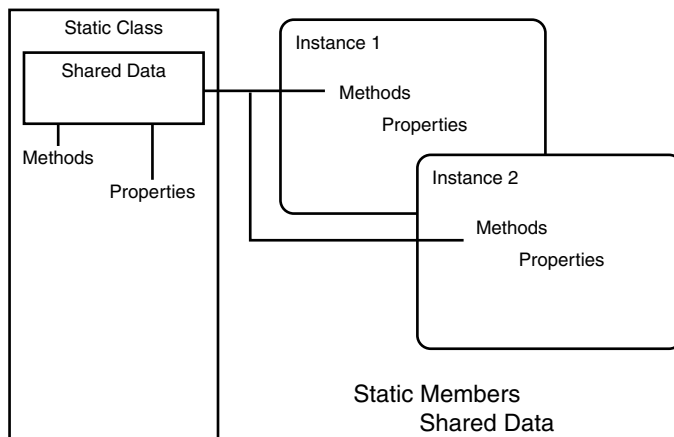 Static Class
Shared Data
Methods
Properties
Instance 1
Methods
Properties
Instance 2
Methods
Properties
Static Members
Shared Data